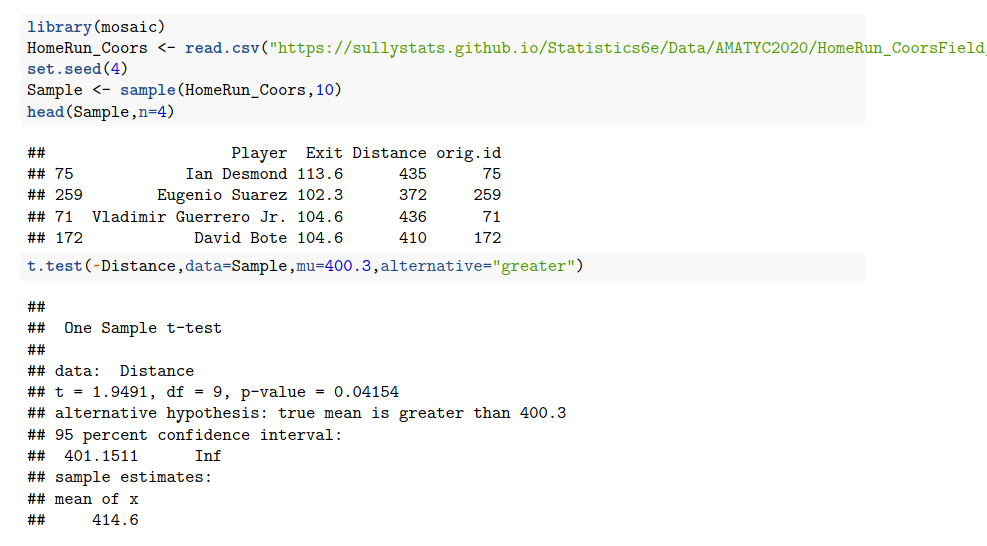 library(mosaic)
HomeRun_Coors <- read.csv("https://sullystats.github.io/Statistics6e/Data/AMATYC2020/HomeRun_CoorsField_
set.seed(4)
Sample <- sample(HomeRun_Coors,10)
head(Sample,n=4)
## Player Exit Distance orig.id
## 75 Ian Desmond 113.6 435 75
## 259 Eugenio Suarez 102.3 372 259
## 71 Vladimir Guerrero Jr. 104.6 436 71
## 172 David Bote 104.6 410 172
t.test(~Distance,data=Sample,mu=400.3,alternative="greater")
##
## One Sample t-test
##
## data: Distance
## t = 1.9491, df = 9, p-value = 0.04154
## alternative hypothesis: true mean is greater than 400.3
## 95 percent confidence interval:
## 401.1511 Inf
## sample estimates:
## mean of x
## 414.6